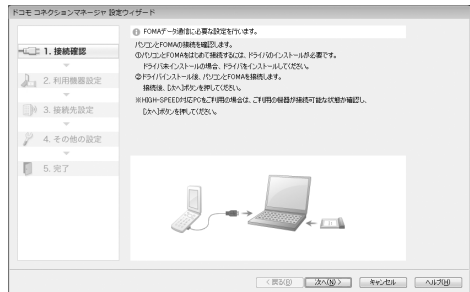 ドコモ コネクションマネージャ 設定ウィザード
1. 接続確認
2. 利用機器設定
3. 接続先設定
4. その他の設定
5. 完了
FOMAデータ通信に必要な設定を行います。
パソコンとFOMAの接続を確認します。
①パソコンとFOMAをはじめて接続するには、ドライバのインストールが必要です。
ドライバ未インストールの場合、ドライバをインストールしてください。
②ドライバインストール後、パソコンとFOMAを接続します。
接続後、[次へ]ボタンを押してください。
※HIGH-SPEED対応PCをご利用の場合は、ご利用の機器が接続可能な状態か確認し、
[次へ]ボタンを押してください。
< 戻る(B)
次へ(N) >
キャンセル
ヘルプ(H)